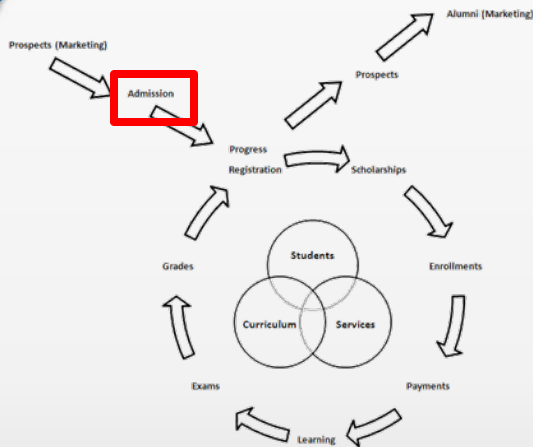 Alumni (Marketing)
Prospects (Marketing)
Prospects
Admission
Progress
Registration
Scholarships
Students
Grades
Enrollments
Curriculum
Services
Exams
Payments
Learning